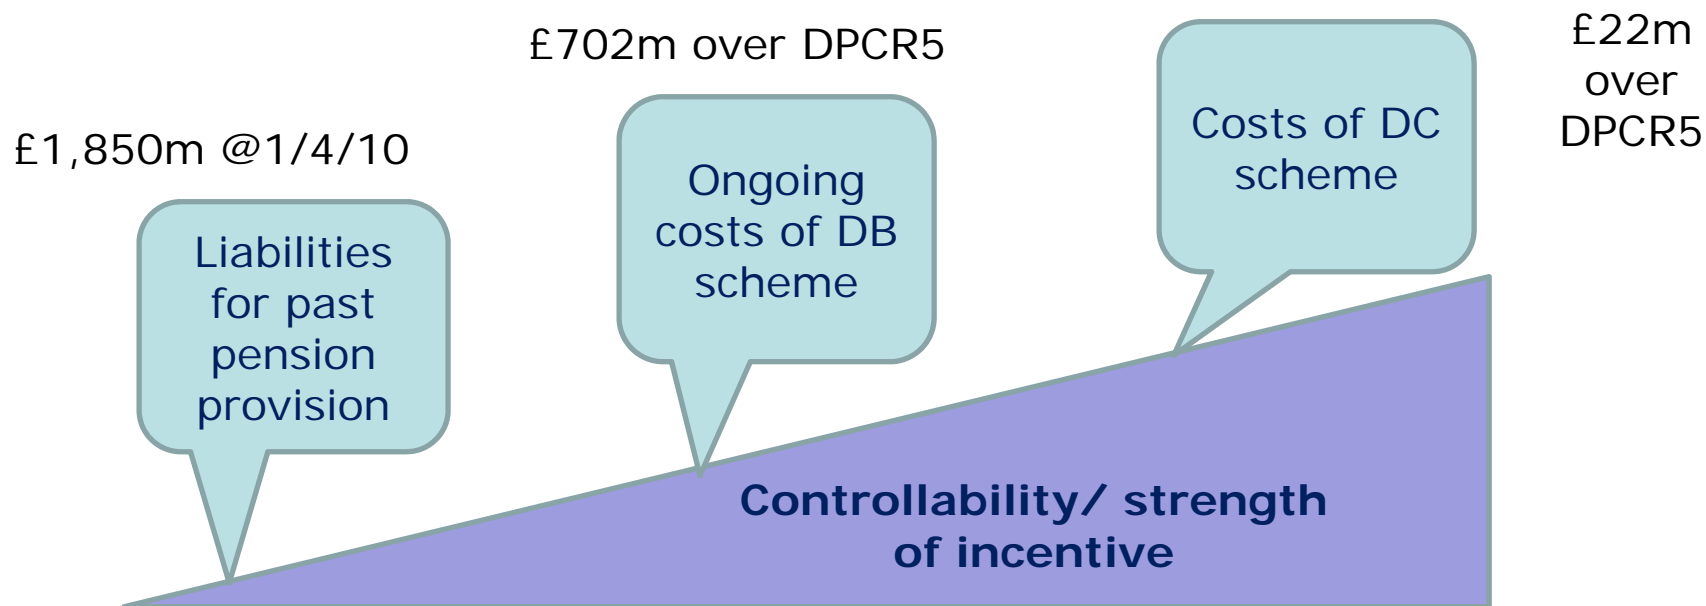 £1,850m @1/4/10
Liabilities
for past
pension
provision
£702m over DPCR5
Ongoing
costs of DB
scheme
Costs of DC
scheme
£22m
over
DPCR5
Controllability/ strength
of incentive